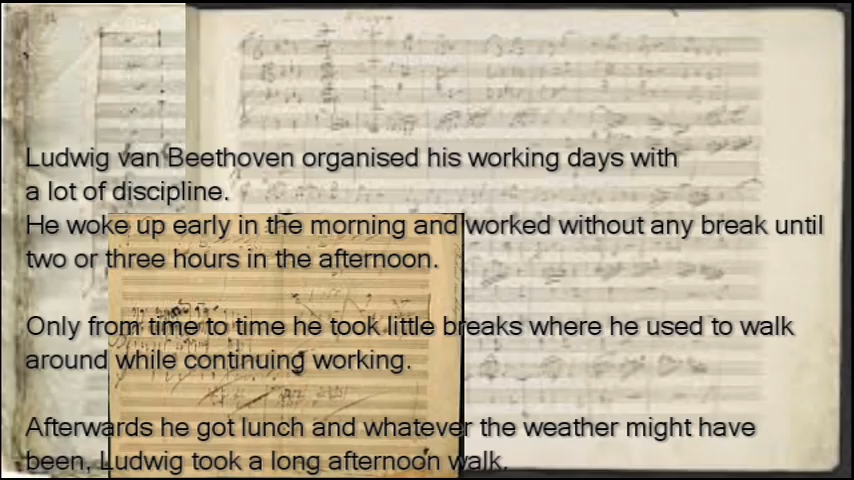 Ludwig van Beethoven organised his working days with
a lot of discipline.
He woke up early in the morning and worked without any break until
two or three hours in the afternoon.
Only from time to time he took little breaks where he used to walk
around while continuing working.
Afterwards he got lunch and whatever the weather might have
been, Ludwig took a long afternoon walk.